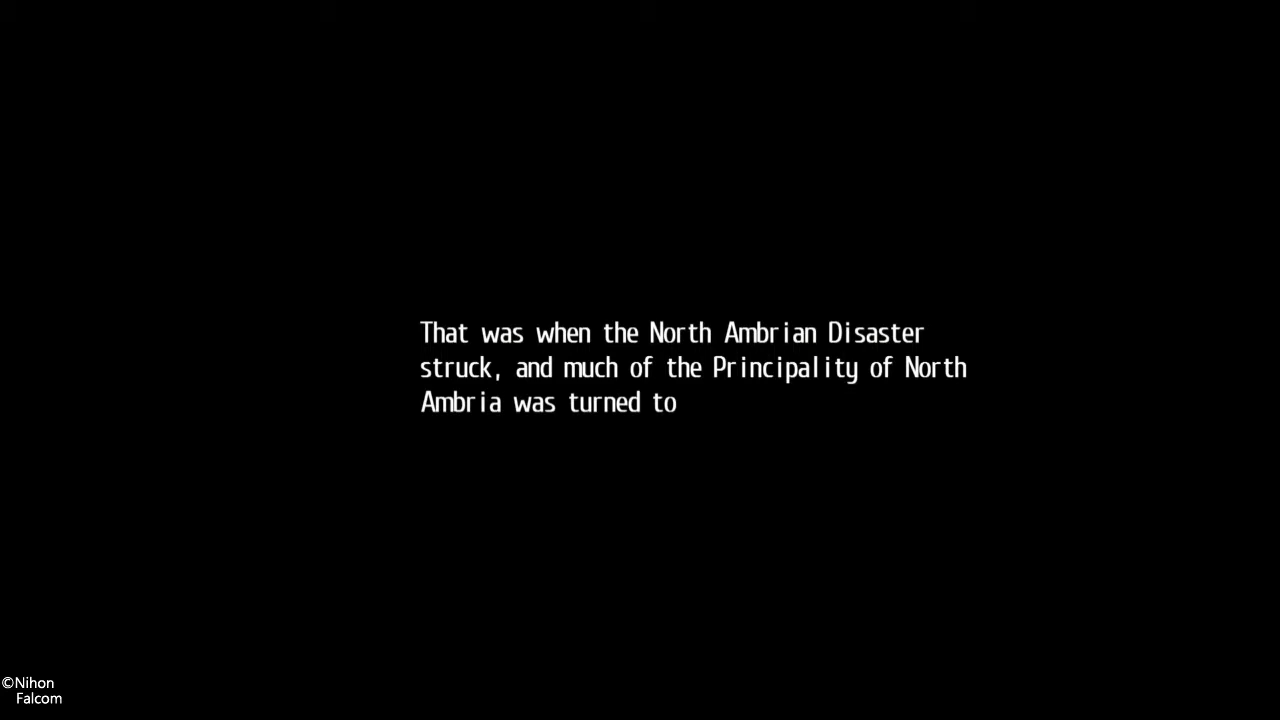 That was when the North Ambrian Disaster
struck, and much of the Principality of North
Ambria was turned to
©Nihon
Falcom